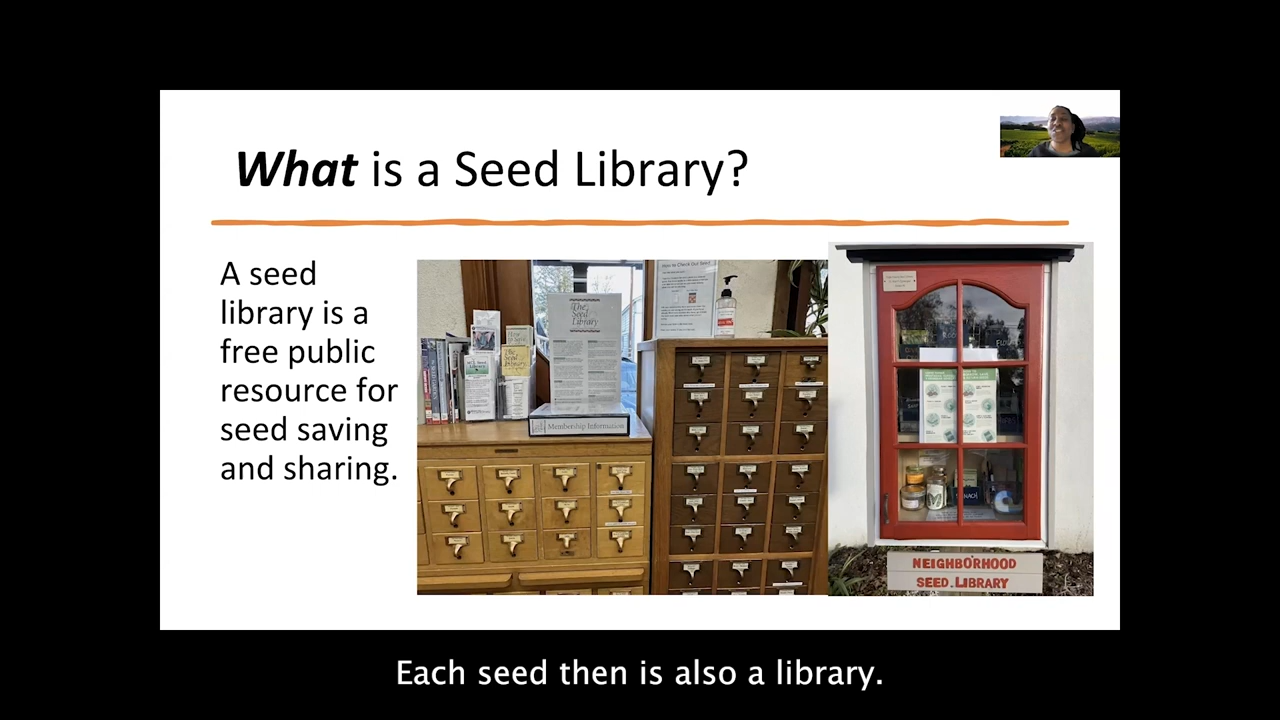 What is a Seed Library?
A seed
library is a
free public
resource for
seed saving
and sharing.
The
Seed
Library
Membership Information
How to Check Out Seeds
NEIGHBORHOOD
SEED LIBRARY
Each seed then is also a library.